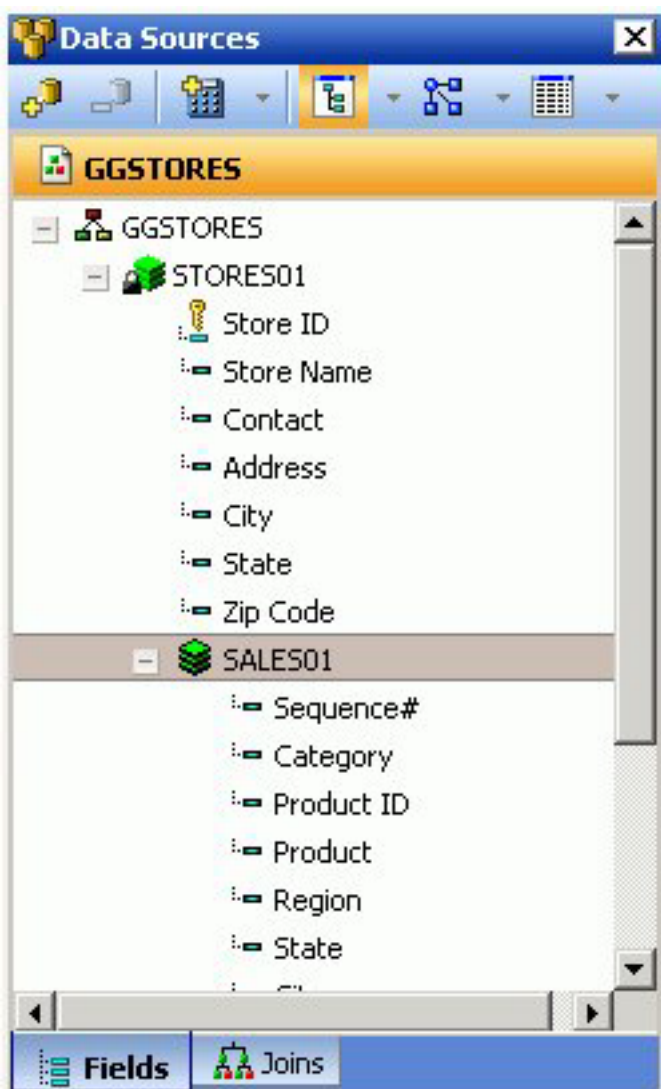 Data Sources
GGSTORES
GGSTORES
STORES01
Store ID
Store Name
Contact
Address
City
State
Zip Code
SALES01
Sequence#
Category
Product ID
Product
Region
State
Fields Joins